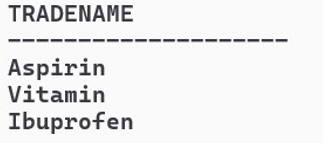 TRADENAME
--------------------
Aspirin
Vitamin
Ibuprofen